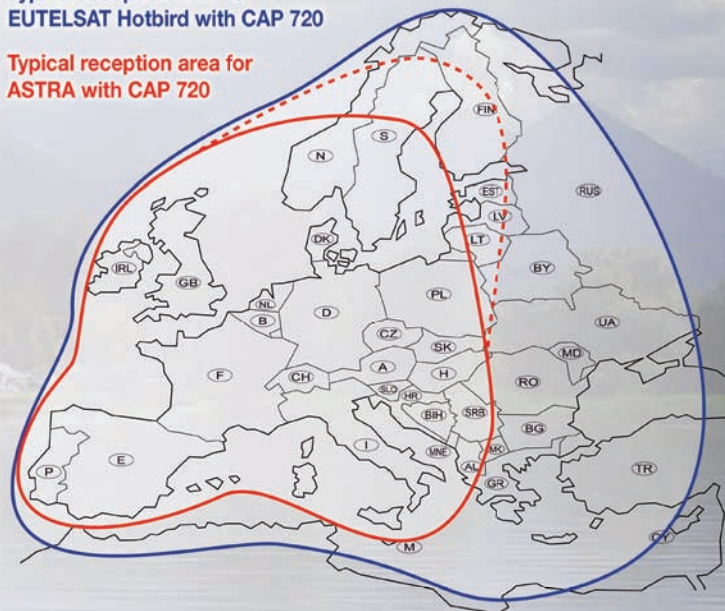 EUTELSAT Hotbird with CAP 720
Typical reception area for
ASTRA with CAP 720
FIN
S
N
RUS
EST
LV
DK
LT
IRL
BY
GB
PL
NL
D
B
UA
CZ
SK
MD
F
A
H
CH
RO
SLO
HR
BIH
SRB
BG
I
MNE
MK
P
E
AL
TR
GR
CY
M